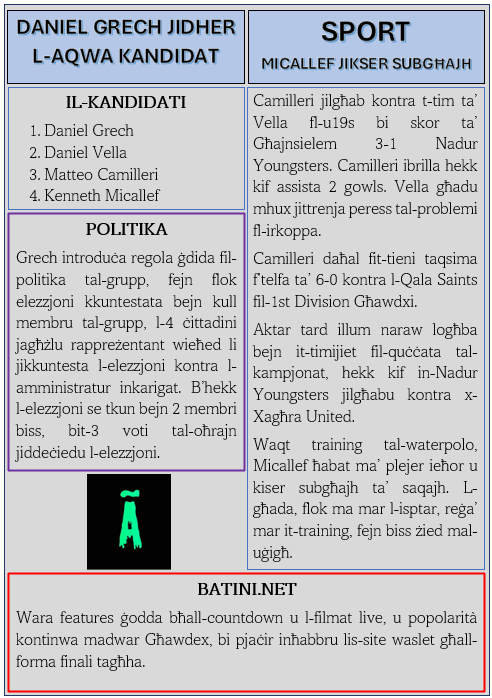 DANIEL GRECH JIDHER
L-AQWA KANDIDAT
IL-KANDIDATI
1. Daniel Grech
2. Daniel Vella
3. Matteo Camilleri
4. Kenneth Micallef
POLITIKA
Grech introduċa regola ġdida fil-
politika tal-grupp, fejn flok
elezzjoni kkuntestata bejn kull
membru tal-grupp, l-4 ċittadini
jagħżlu rappreżentant wieħed li
jikkuntesta l-elezzjoni kontra l-
amministratur inkarigat. B’hekk
l-elezzjoni se tkun bejn 2 membri
biss, bit-3 voti tal-oħrajn
jiddeċiedu l-elezzjoni.
Ã
SPORT
MICALLEF JIKSER SUBGĦAJH
Camilleri jilgħab kontra t-tim ta’
Vella fl-u19s bi skor ta’
Għajnsielem 3-1 Nadur
Youngsters. Camilleri ibrilla hekk
kif assista 2 gowls. Vella għadu
mhux jittrenja peress tal-problemi
fl-irkoppa.
Camilleri daħal fit-tieni taqsima
f’telfa ta’ 6-0 kontra l-Qala Saints
fil-1st Division Għawdxi.
Aktar tard illum naraw logħba
bejn it-timijiet fil-quċċata tal-
kampjonat, hekk kif in-Nadur
Youngsters jilgħabu kontra x-
Xagħra United.
Waqt training tal-waterpolo,
Micallef ħabat ma’ plejer ieħor u
kiser subgħajh ta’ saqajh. L-
għada, flok ma mar l-isptar, reġa’
mar it-training, fejn biss żied mal-
uġigħ.
BATINI.NET
Wara features ġodda bħall-countdown u l-filmat live, u popolarità
kontinwa madwar Għawdex, bi pjaċir inħabbru lis-site waslet għall-
forma finali tagħha.